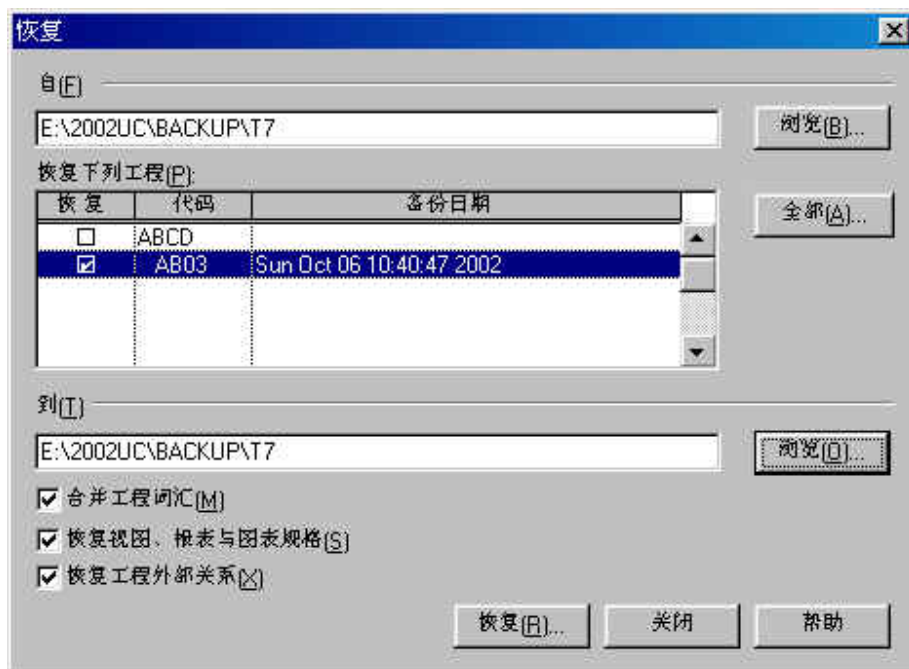 恢复
自(F)
E:\2002UC\BACKUP\T7
浏览(B)...
恢复下列工程(P):
恢复 代码 备份日期
全部(A)...
ABCD
AB03 Sun Oct 06 10:40:47 2002
到(T)
E:\2002UC\BACKUP\T7
浏览(O)...
合并工程词汇(M)
恢复视图、报表与图表规格(S)
恢复工程外部关系(X)
恢复(R)... 关闭 帮助